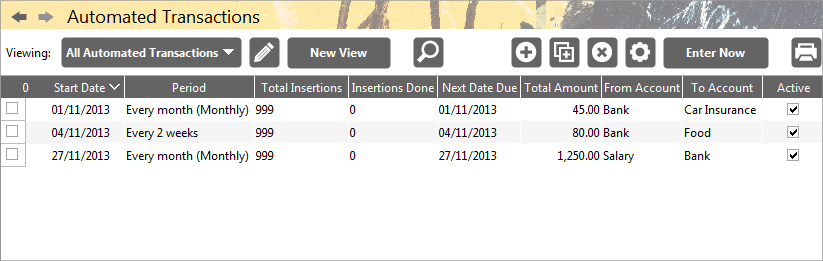 Automated Transactions
Viewing: All Automated Transactions New View Enter Now
0 Start Date Period Total Insertions Insertions Done Next Date Due Total Amount From Account To Account Active
01/11/2013 Every month (Monthly) 999 0 01/11/2013 45.00 Bank Car Insurance
04/11/2013 Every 2 weeks 999 0 04/11/2013 80.00 Bank Food
27/11/2013 Every month (Monthly) 999 0 27/11/2013 1,250.00 Salary Bank